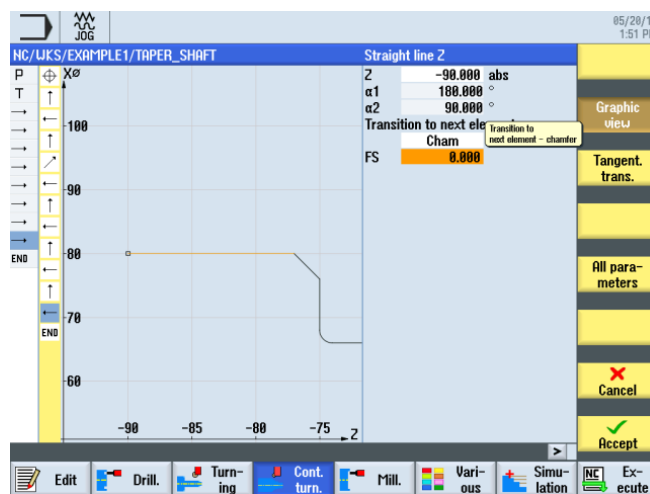 JOG
05/20/1
1:51 P
NC/WKS/EXAMPLE1/TAPER_SHAFT
Straight line Z
P
T
END
END
XØ
100
-90
-80
-70
-60
-90
-85
-80
-75
Z
Z -90.000 abs
α1 180.000 °
α2 90.000 °
Transition to next ele
Transition to
next element - chamfer
Cham
FS 0.000
Graphic
view
Tangent.
trans.
All para-
meters
Cancel
Accept
>
Edit
Drill.
Turn-
ing
Cont.
turn.
Mill.
Vari-
ous
Simu-
lation
NC
Ex-
ecute